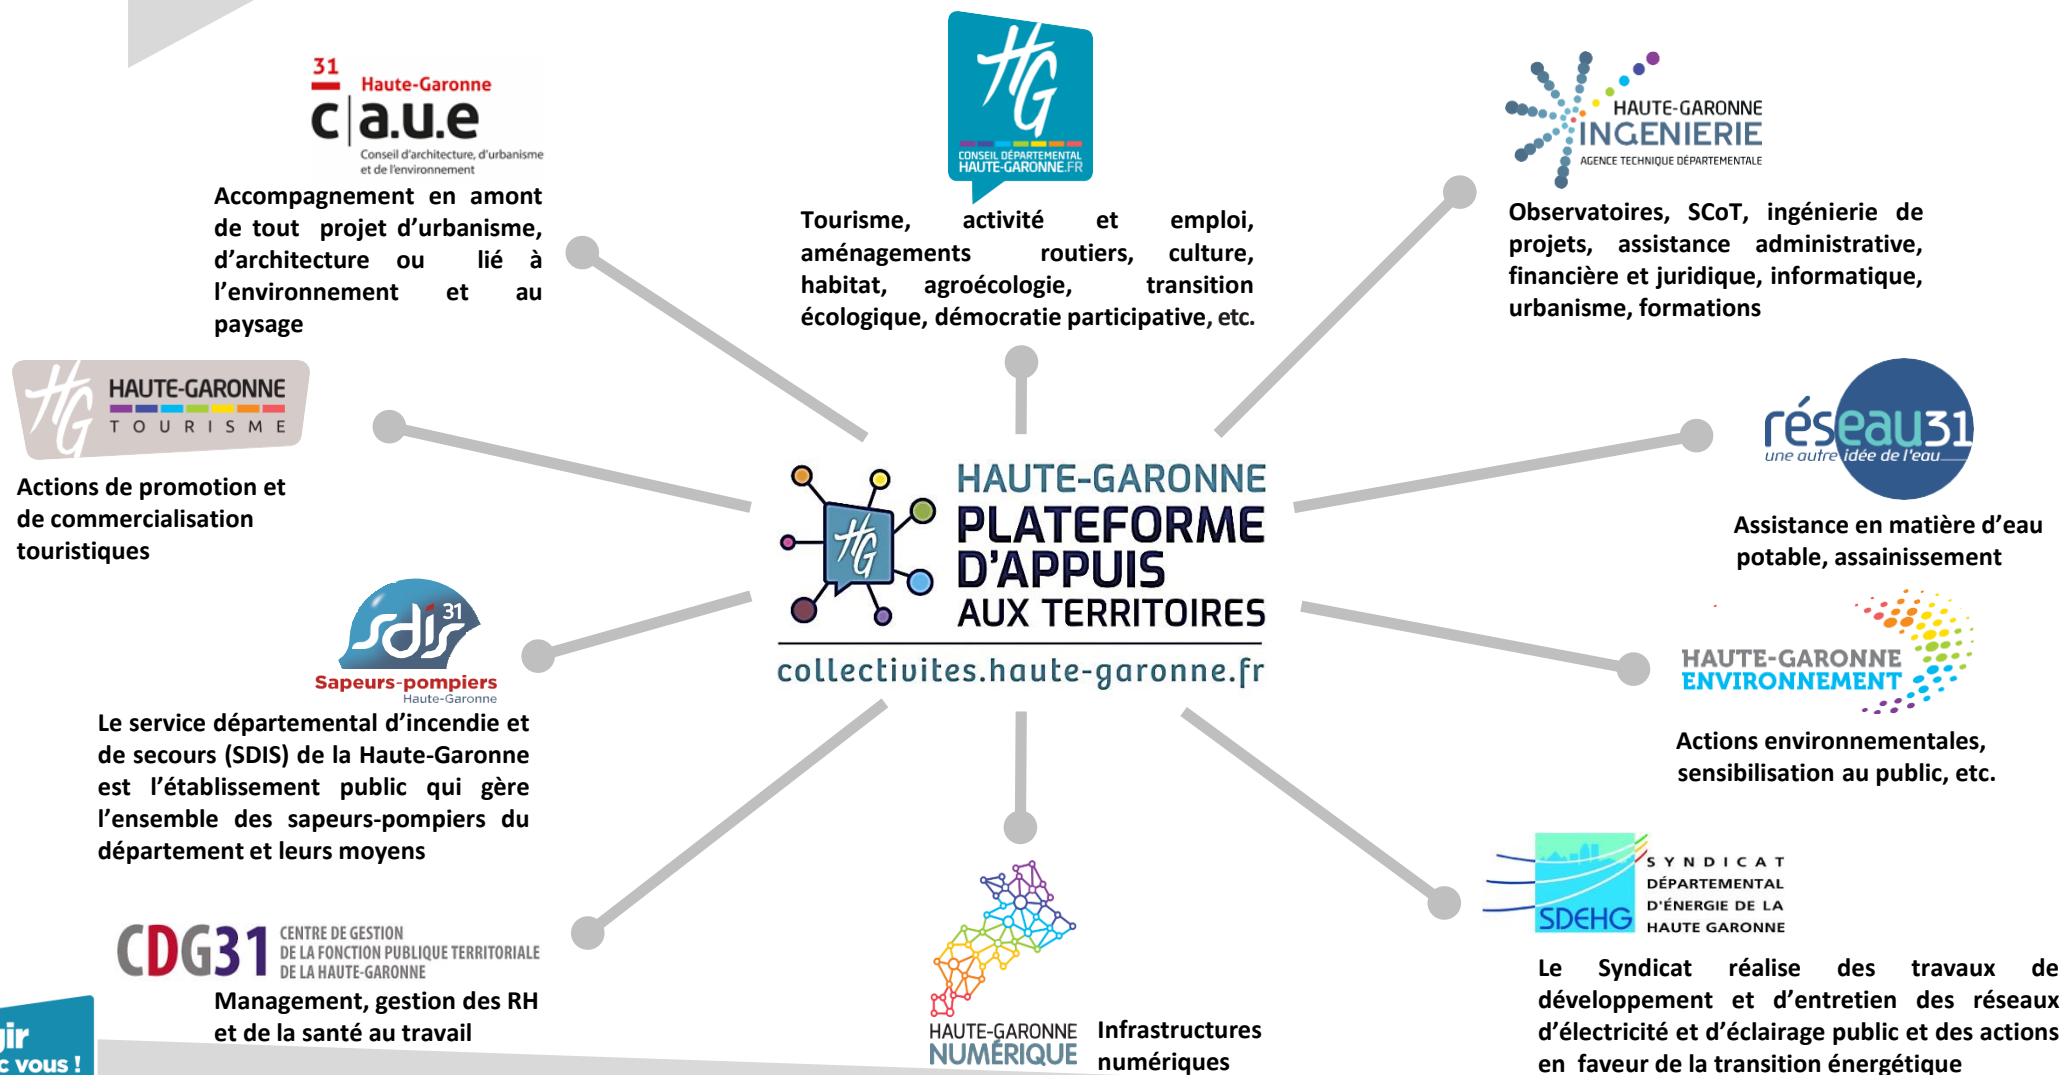 31
Haute-Garonne
c|a.u.e
Conseil d'architecture, d'urbanisme
et de l'environnement
Accompagnement en amont
de tout projet d'urbanisme,
d'architecture ou lié à
l'environnement et au
paysage
HG
CONSEIL DÉPARTEMENTAL
HAUTE-GARONNE.FR
Tourisme, activité et emploi,
aménagements routiers, culture,
habitat, agroécologie, transition
écologique, démocratie participative, etc.
HAUTE-GARONNE
INGENIERIE
AGENCE TECHNIQUE DÉPARTEMENTALE
Observatoires, SCoT, ingénierie de
projets, assistance administrative,
financière et juridique, informatique,
urbanisme, formations
HG
HAUTE-GARONNE
TOURISME
Actions de promotion et
de commercialisation
touristiques
réseau31
une autre idée de l'eau
Assistance en matière d'eau
potable, assainissement
HG
HAUTE-GARONNE
PLATEFORME
D'APPUIS
AUX TERRITOIRES
collectivites.haute-garonne.fr
sdis 31
Sapeurs-pompiers
Haute-Garonne
Le service départemental d'incendie et
de secours (SDIS) de la Haute-Garonne
est l'établissement public qui gère
l'ensemble des sapeurs-pompiers du
département et leurs moyens
HAUTE-GARONNE
ENVIRONNEMENT
Actions environnementales,
sensibilisation au public, etc.
CDG31
CENTRE DE GESTION
DE LA FONCTION PUBLIQUE TERRITORIALE
DE LA HAUTE-GARONNE
Management, gestion des RH
et de la santé au travail
HAUTE-GARONNE
NUMÉRIQUE
Infrastructures
numériques
SDEHG
SYNDICAT
DÉPARTEMENTAL
D'ÉNERGIE DE LA
HAUTE GARONNE
Le Syndicat réalise des travaux de
développement et d'entretien des réseaux
d'électricité et d'éclairage public et des actions
en faveur de la transition énergétique
vous !